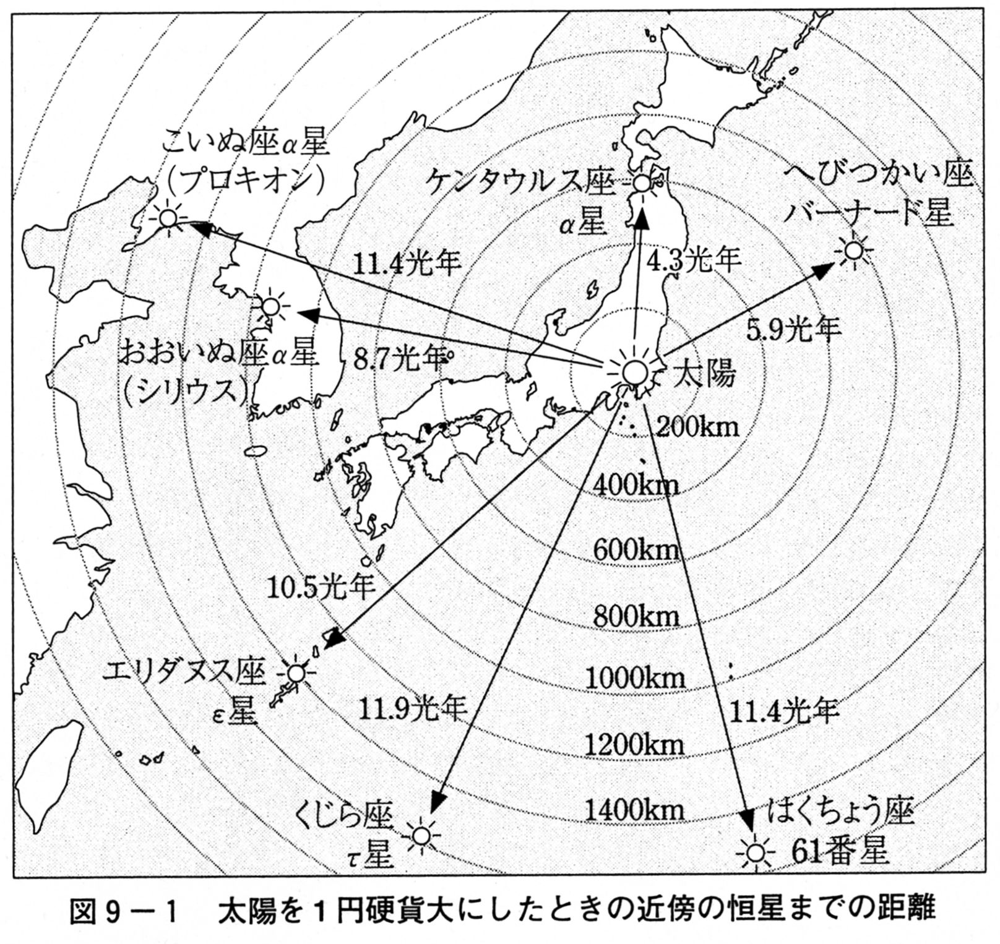 こいぬ座α星
(プロキオン)
ケンタウルス座
α星
へびつかい座
バーナード星
11.4光年
4.3光年
5.9光年
おおいぬ座α星
(シリウス)
8.7光年
太陽
200km
400km
600km
800km
1000km
1200km
1400km
10.5光年
エリダヌス座
ε星
11.9光年
11.4光年
くじら座
τ星
はくちょう座
61番星
図9-1 太陽を1円硬貨大にしたときの近傍の恒星までの距離